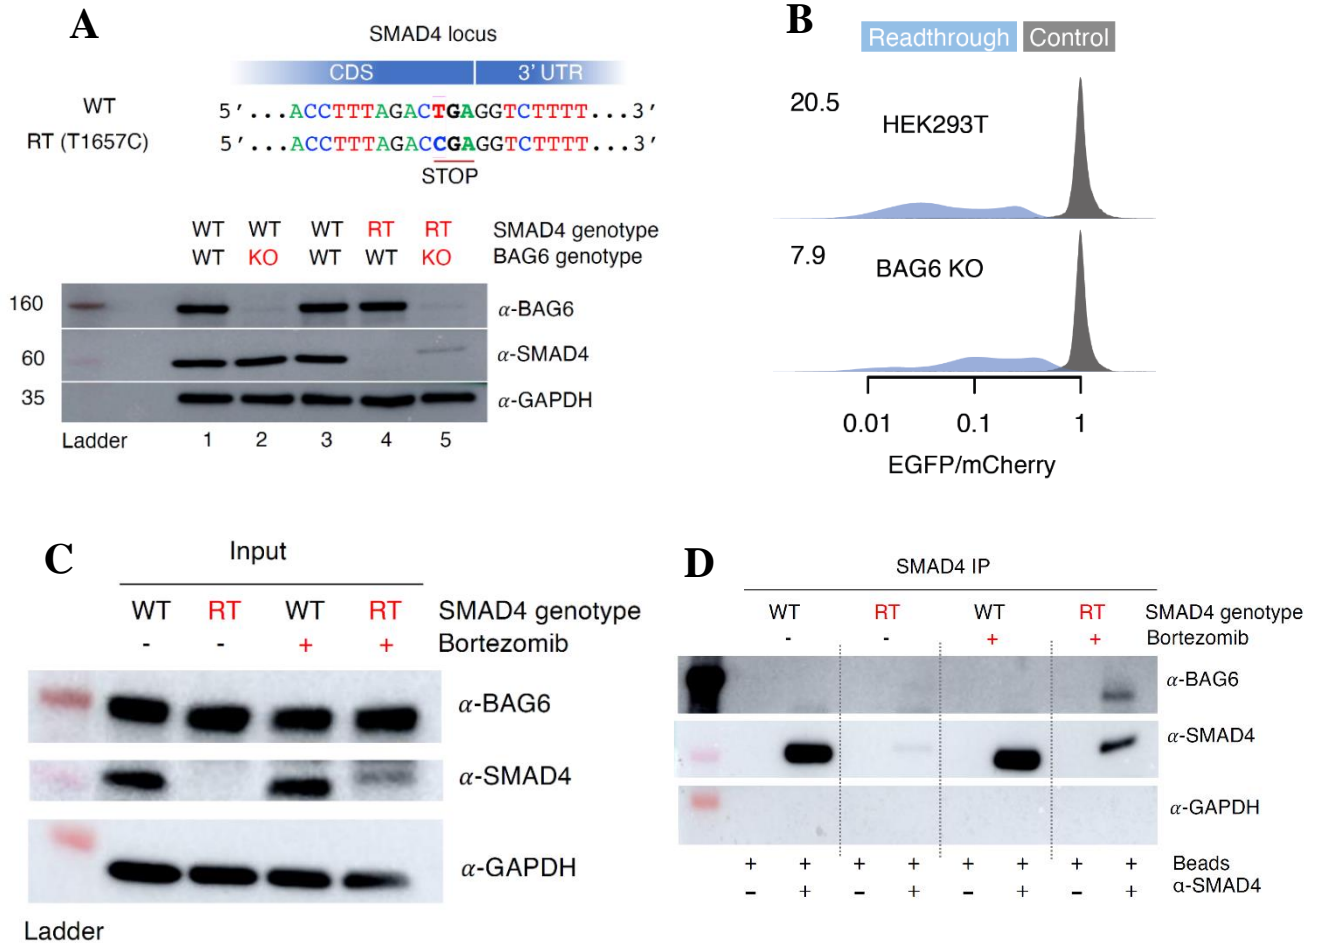 A
SMAD4 locus
CDS
3' UTR
WT
5'...ACCTTTAGACTGAGGTCTTTT...3'
RT (T1657C)
5'...ACCTTTAGACCGAGGTCTTTT...3'
STOP
WT WT WT RT RT SMAD4 genotype
WT KO WT WT KO BAG6 genotype
160
α-BAG6
60
α-SMAD4
35
α-GAPDH
Ladder 1 2 3 4 5
B
Readthrough
Control
20.5
HEK293T
7.9
BAG6 KO
0.01 0.1 1
EGFP/mCherry
C
Input
WT RT WT RT SMAD4 genotype
- - + + Bortezomib
α-BAG6
α-SMAD4
α-GAPDH
Ladder
D
SMAD4 IP
WT RT WT RT SMAD4 genotype
- - + + Bortezomib
α-BAG6
α-SMAD4
α-GAPDH
+ + + + + + + + Beads
- + - + - + - + α-SMAD4